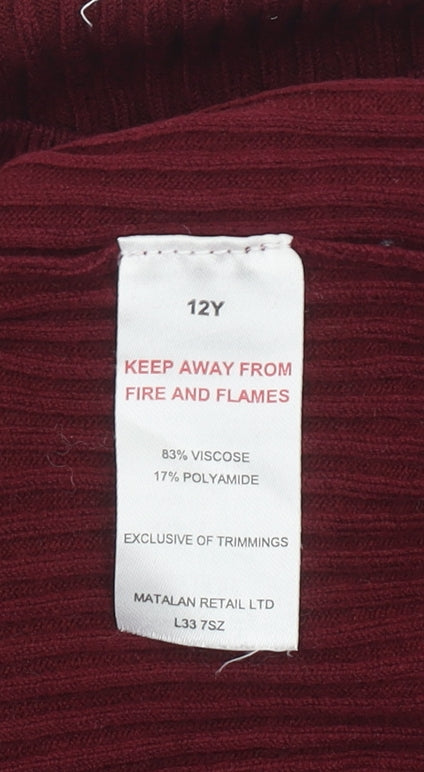 12Y
KEEP AWAY FROM
FIRE AND FLAMES
83% VISCOSE
17% POLYAMIDE
EXCLUSIVE OF TRIMMINGS
MATALAN RETAIL LTD
L33 7SZ